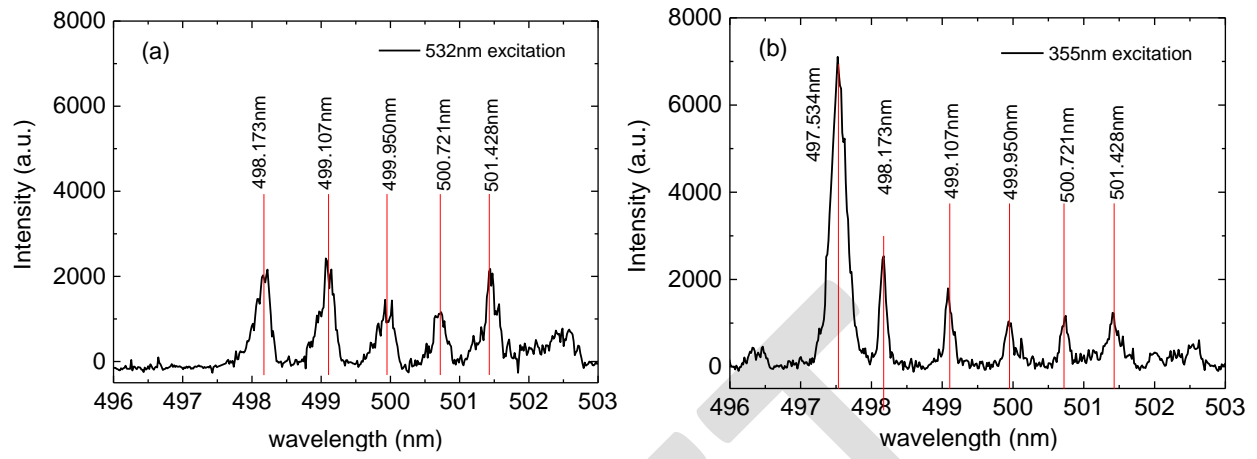 (a)
532nm excitation
498.173nm
499.107nm
499.950nm
500.721nm
501.428nm
8000
6000
4000
2000
0
Intensity (a.u.)
496 497 498 499 500 501 502 503
wavelength (nm)
(b)
355nm excitation
497.534nm
498.173nm
499.107nm
499.950nm
500.721nm
501.428nm
8000
6000
4000
2000
0
Intensity (a.u.)
496 497 498 499 500 501 502 503
wavelength (nm)